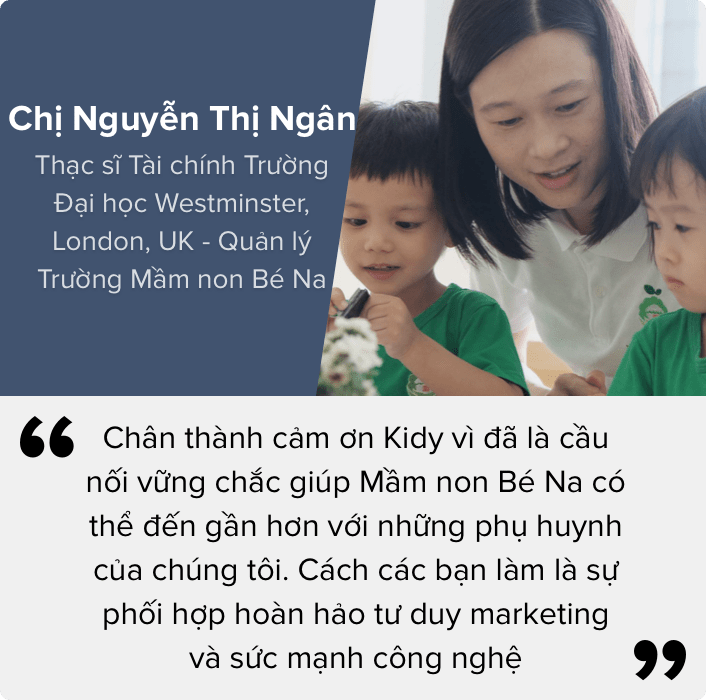 Chị Nguyễn Thị Ngân
Thạc sĩ Tài chính Trường
Đại học Westminster,
London, UK - Quản lý
Trường Mầm non Bé Na
“ Chân thành cảm ơn Kidy vì đã là cầu
nối vững chắc giúp Mầm non Bé Na có
thể đến gần hơn với những phụ huynh
của chúng tôi. Cách các bạn làm là sự
phối hợp hoàn hảo tư duy marketing
và sức mạnh công nghệ ”